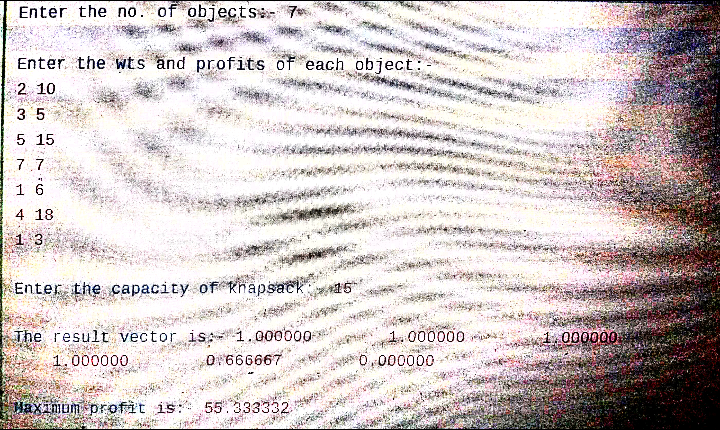 Enter the no. of objects:- 7
Enter the wts and profits of each object:-
2 10
3 5
5 15
7 7
1 6
4 18
1 3
Enter the capacity of knapsack:- 15
The result vector is:- 1.000000 1.000000 1.000000
1.000000 0.666667 0.000000
Maximum profit is:- 55.333332